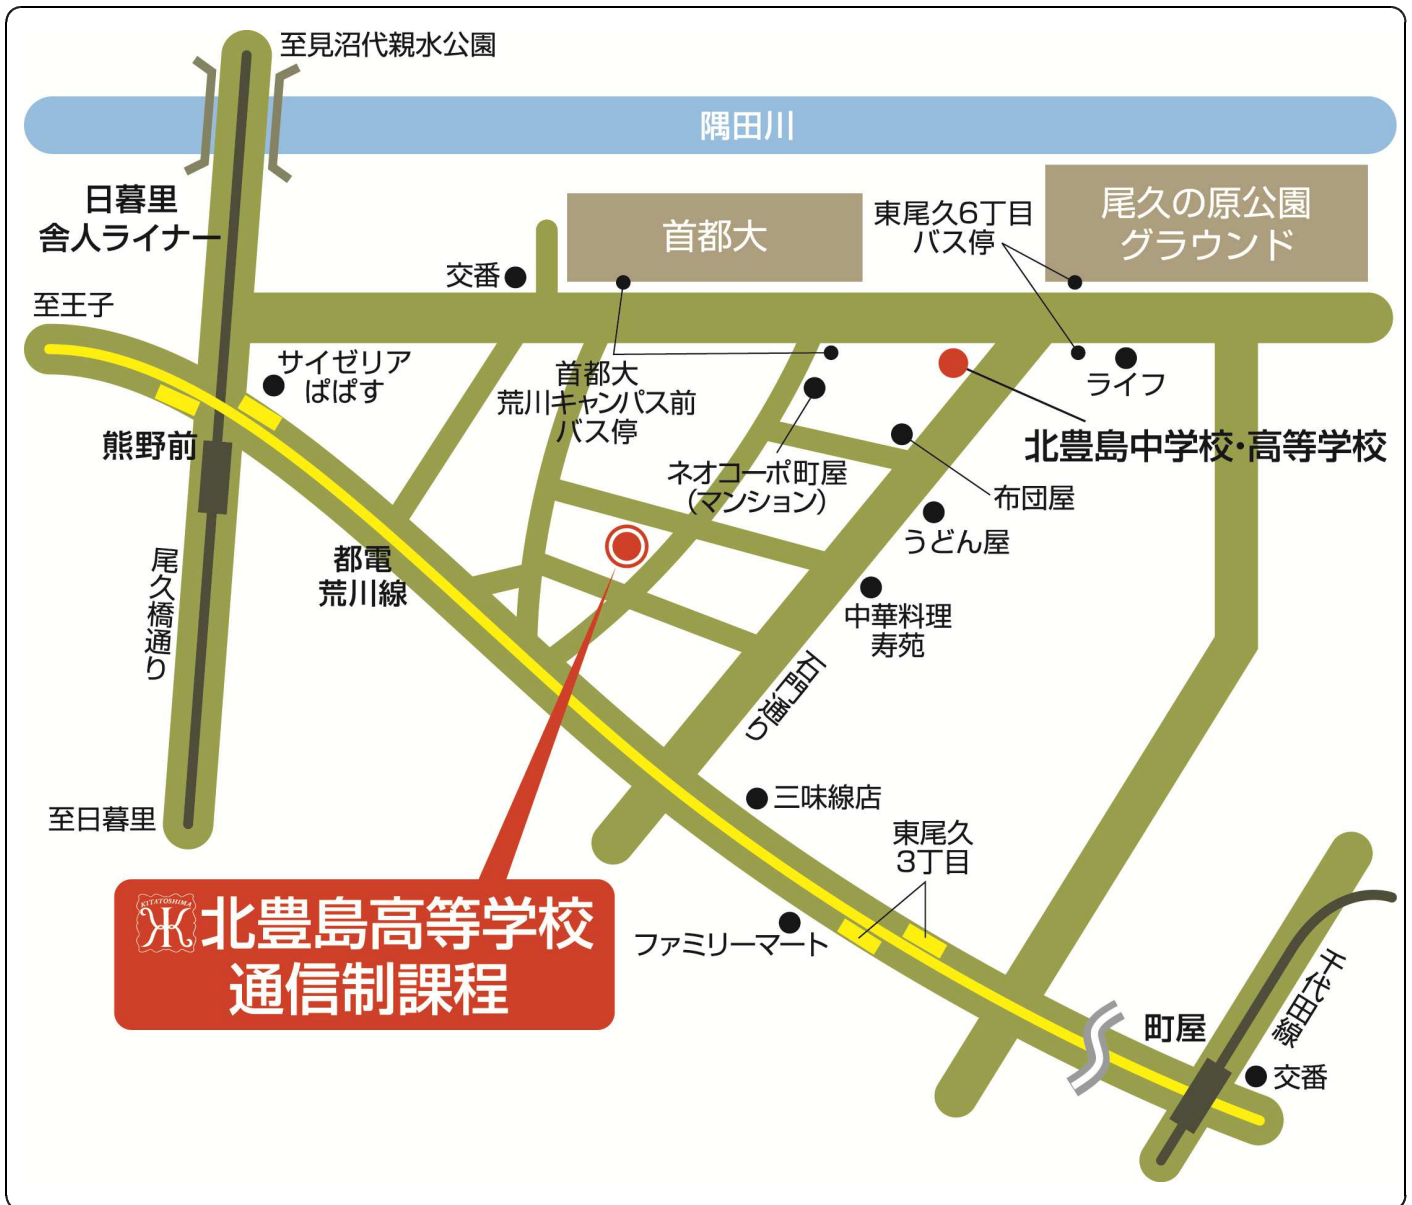 至見沼代親水公園
隅田川
日暮里
舎人ライナー
首都大
東尾久6丁目
バス停
尾久の原公園
グラウンド
交番
至王子
サイゼリア
ぱぱす
首都大
荒川キャンパス前
バス停
ライフ
熊野前
北豊島中学校・高等学校
ネオコーポ町屋
(マンション)
布団屋
うどん屋
都電
荒川線
尾久橋通り
中華料理
寿苑
石門通り
至日暮里
三味線店
東尾久
3丁目
KITATOSHIMA
北豊島高等学校
通信制課程
ファミリーマート
千代田線
町屋
交番